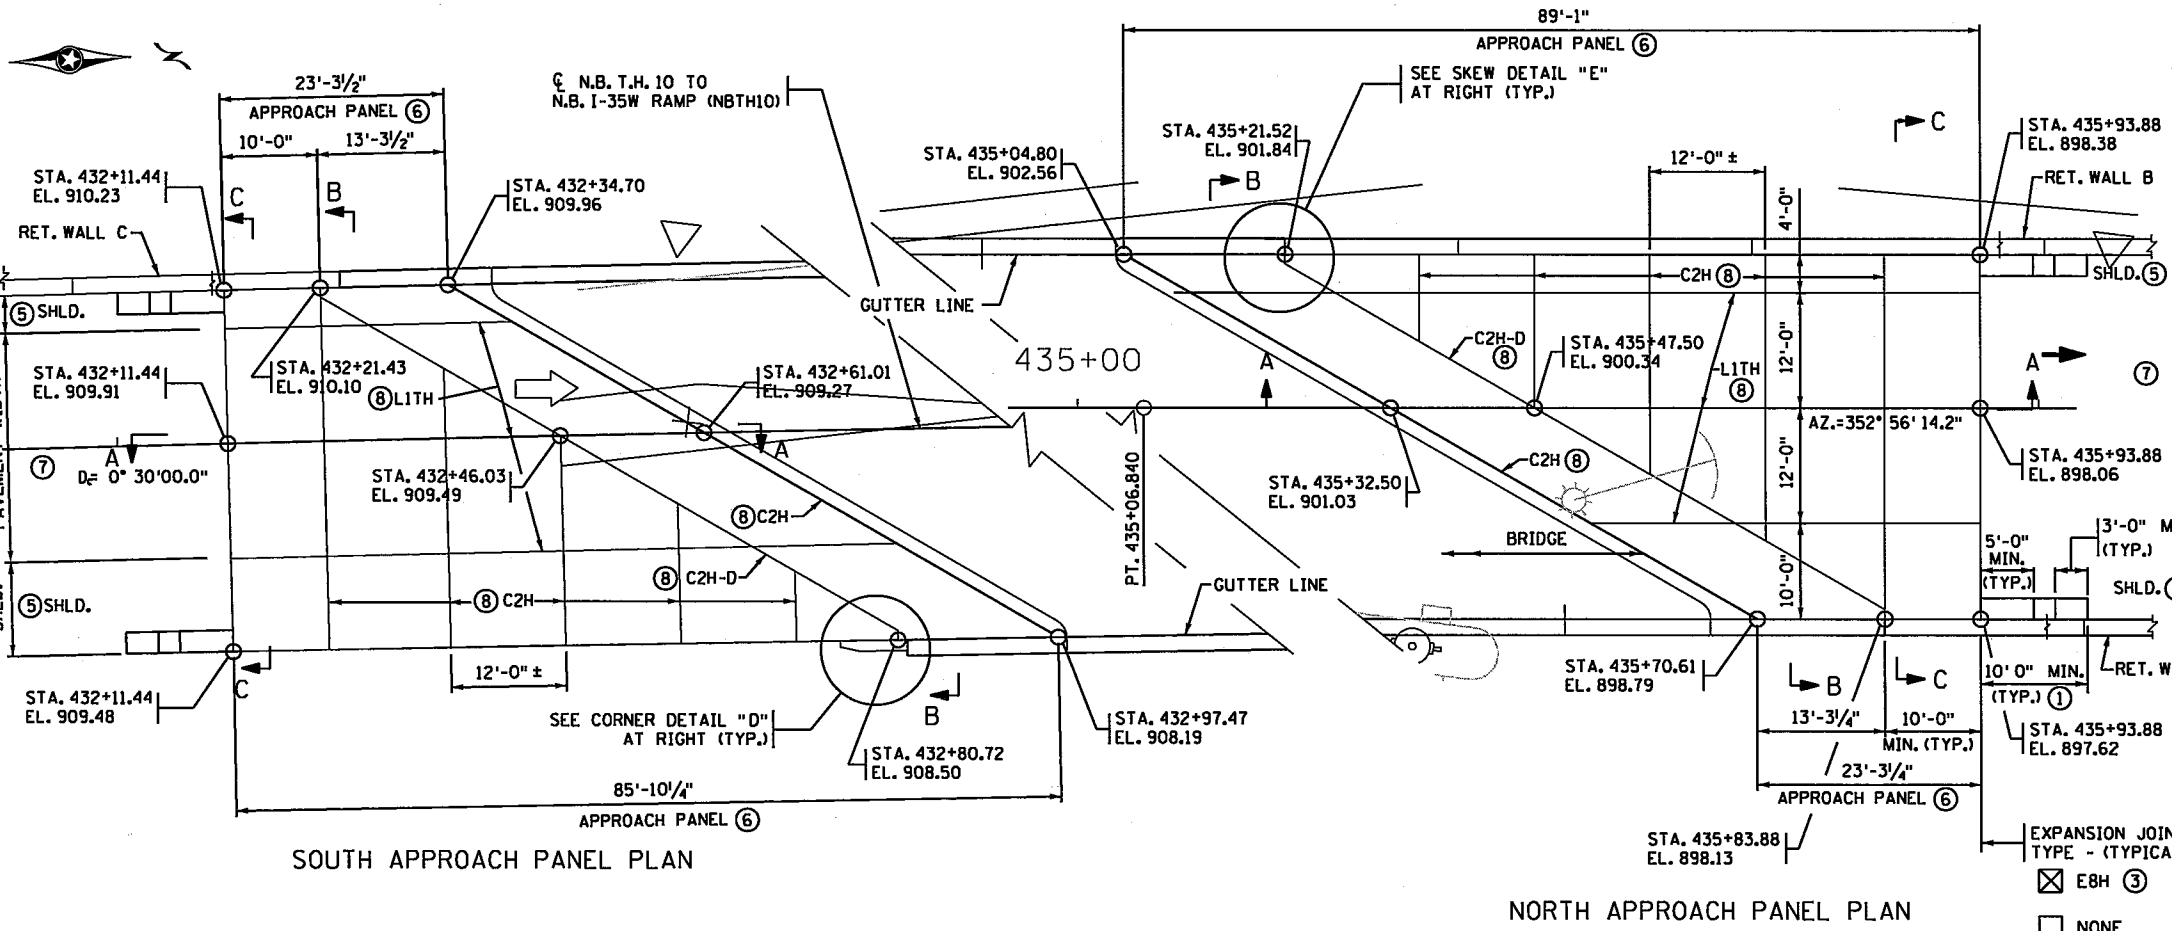 89'-1"
APPROACH PANEL ⑥
23'-3½"
APPROACH PANEL ⑥
10'-0"
13'-3½"
℄ N.B. T.H. 10 TO
N.B. I-35W RAMP (NBTH10)
SEE SKEW DETAIL "E"
AT RIGHT (TYP.)
STA. 432+11.44
EL. 910.23
RET. WALL C
C
B
STA. 432+34.70
EL. 909.96
STA. 435+04.80
EL. 902.56
STA. 435+21.52
EL. 901.84
B
12'-0" ±
C
STA. 435+93.88
EL. 898.38
RET. WALL B
4'-0"
⑤ SHLD.
GUTTER LINE
C2H ⑧
SHLD. ⑤
STA. 432+11.44
EL. 909.91
STA. 432+21.43
EL. 910.10
⑧ L1TH
STA. 432+61.01
EL. 909.27
435+00
A
C2H-D
⑧
STA. 435+47.50
EL. 900.34
L1TH
⑧
12'-0"
A
⑦
⑦
A
D꜀= 0° 30'00.0"
STA. 432+46.03
EL. 909.49
A
AZ.=352° 56' 14.2"
⑧ C2H
PT. 435+06.840
STA. 435+32.50
EL. 901.03
C2H ⑧
12'-0"
STA. 435+93.88
EL. 898.06
BRIDGE
5'-0"
MIN.
(TYP.)
3'-0" M
(TYP.)
⑧ C2H-D
GUTTER LINE
10'-0"
SHLD.
⑤ SHLD.
⑧ C2H
12'-0" ±
C
STA. 432+11.44
EL. 909.48
SEE CORNER DETAIL "D"
AT RIGHT (TYP.)
B
STA. 432+80.72
EL. 908.50
STA. 432+97.47
EL. 908.19
STA. 435+70.61
EL. 898.79
B
C
10' 0" MIN.
(TYP.) ①
RET. W
13'-3¼"
10'-0"
MIN. (TYP.)
STA. 435+93.88
EL. 897.62
85'-10¼"
APPROACH PANEL ⑥
23'-3¼"
APPROACH PANEL ⑥
STA. 435+83.88
EL. 898.13
EXPANSION JOIN
TYPE - (TYPICA
E8H ③
NONE
SOUTH APPROACH PANEL PLAN
NORTH APPROACH PANEL PLAN